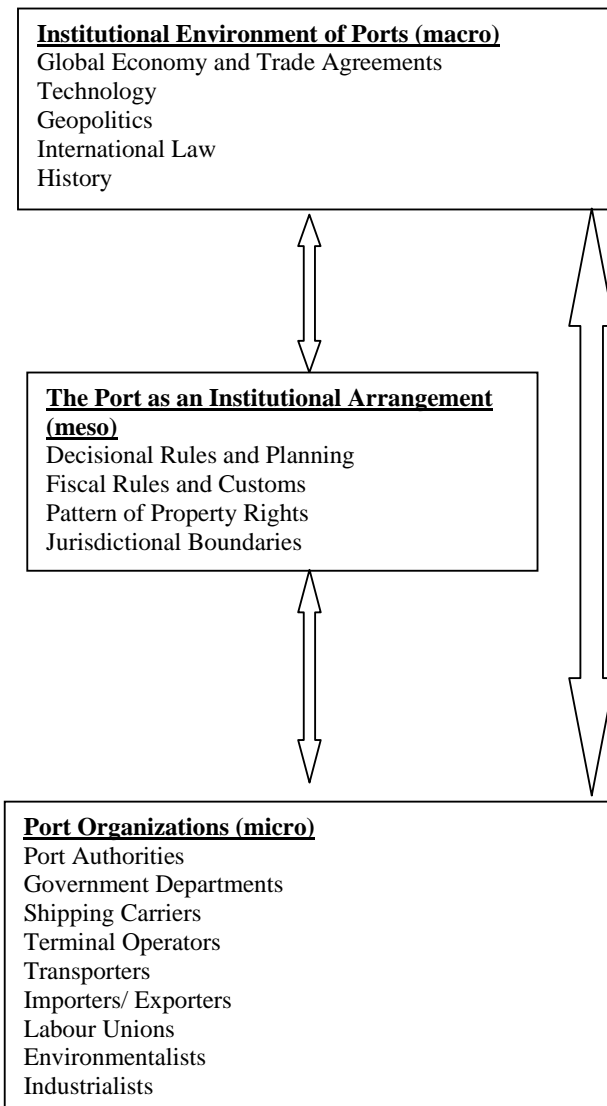 Institutional Environment of Ports (macro)
Global Economy and Trade Agreements
Technology
Geopolitics
International Law
History
The Port as an Institutional Arrangement
(meso)
Decisional Rules and Planning
Fiscal Rules and Customs
Pattern of Property Rights
Jurisdictional Boundaries
Port Organizations (micro)
Port Authorities
Government Departments
Shipping Carriers
Terminal Operators
Transporters
Importers/ Exporters
Labour Unions
Environmentalists
Industrialists